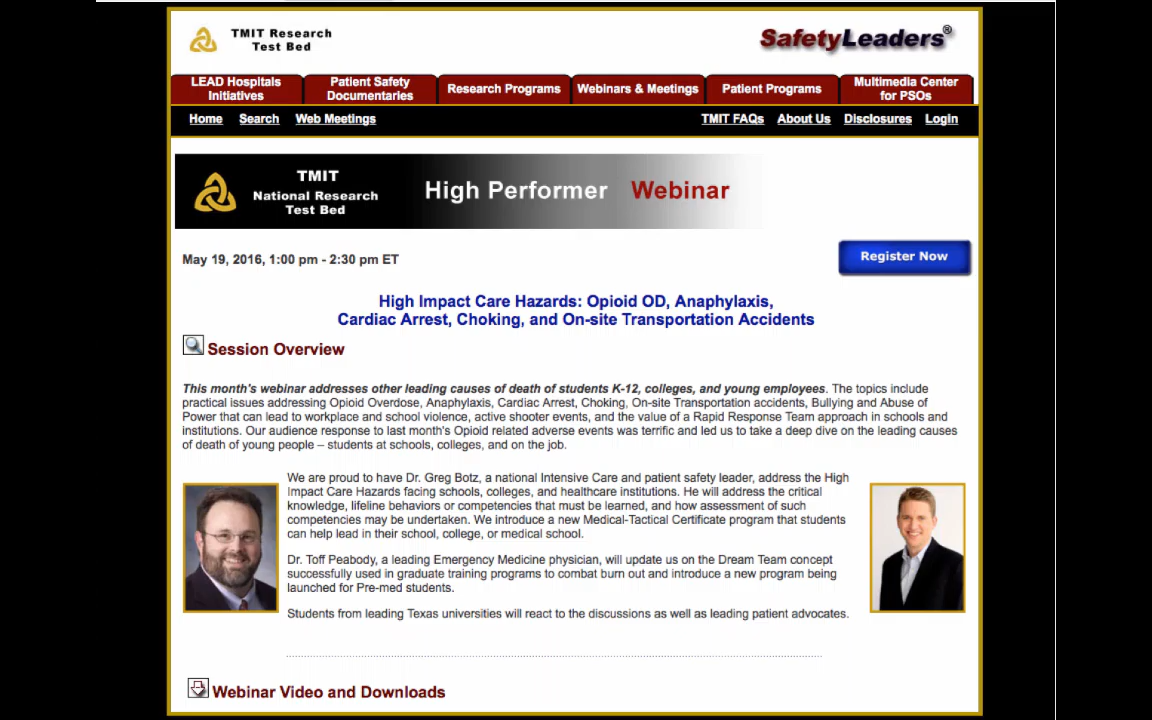 TMIT Research
Test Bed
SafetyLeaders®
LEAD Hospitals
Initiatives
Patient Safety
Documentaries
Research Programs
Webinars & Meetings
Patient Programs
Multimedia Center
for PSOs
Home Search Web Meetings TMIT FAQs About Us Disclosures Login
TMIT
National Research
Test Bed
High Performer Webinar
May 19, 2016, 1:00 pm - 2:30 pm ET
Register Now
High Impact Care Hazards: Opioid OD, Anaphylaxis,
Cardiac Arrest, Choking, and On-site Transportation Accidents
Session Overview
This month's webinar addresses other leading causes of death of students K-12, colleges, and young employees. The topics include
practical issues addressing Opioid Overdose, Anaphylaxis, Cardiac Arrest, Choking, On-site Transportation accidents, Bullying and Abuse of
Power that can lead to workplace and school violence, active shooter events, and the value of a Rapid Response Team approach in schools and
institutions. Our audience response to last month's Opioid related adverse events was terrific and led us to take a deep dive on the leading causes
of death of young people – students at schools, colleges, and on the job.
We are proud to have Dr. Greg Botz, a national Intensive Care and patient safety leader, address the High
Impact Care Hazards facing schools, colleges, and healthcare institutions. He will address the critical
knowledge, lifeline behaviors or competencies that must be learned, and how assessment of such
competencies may be undertaken. We introduce a new Medical-Tactical Certificate program that students
can help lead in their school, college, or medical school.
Dr. Toff Peabody, a leading Emergency Medicine physician, will update us on the Dream Team concept
successfully used in graduate training programs to combat burn out and introduce a new program being
launched for Pre-med students.
Students from leading Texas universities will react to the discussions as well as leading patient advocates.
Webinar Video and Downloads